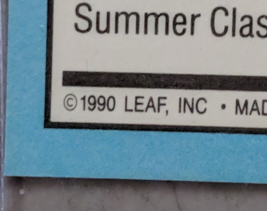 Summer Clas
©1990 LEAF, INC • MAD